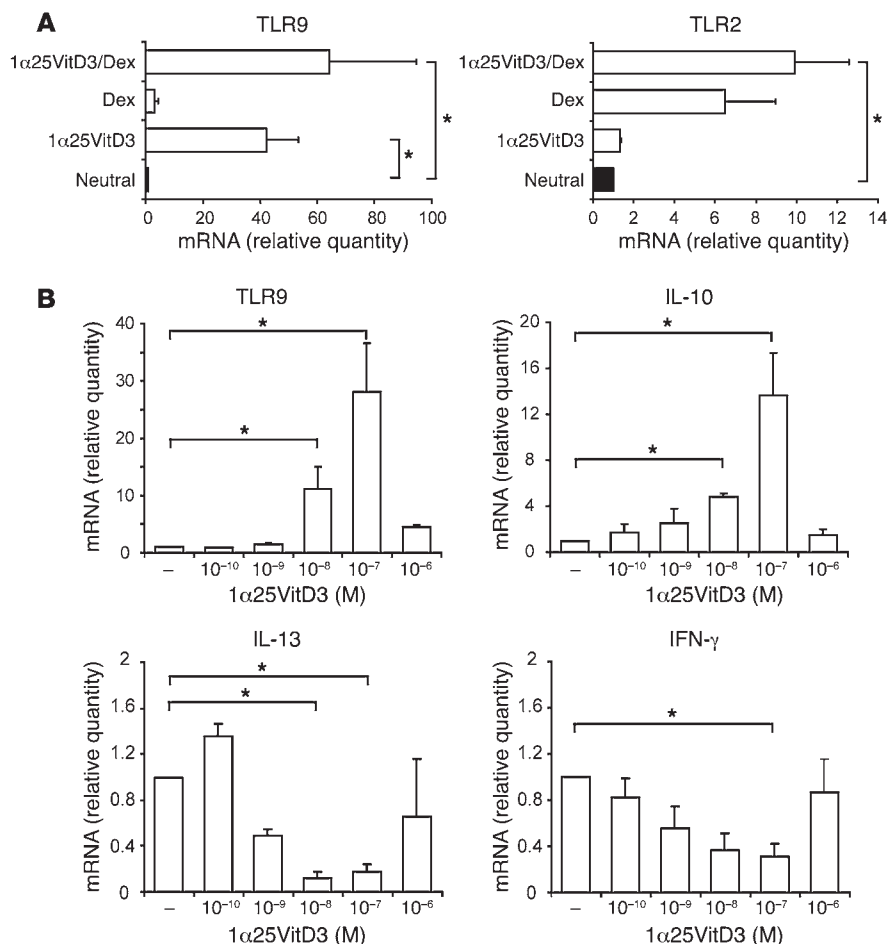 A
TLR9
1α25VitD3/Dex
Dex
1α25VitD3
Neutral
*
*
0 20 40 60 80 100
mRNA (relative quantity)
TLR2
1α25VitD3/Dex
Dex
1α25VitD3
Neutral
*
0 2 4 6 8 10 12 14
mRNA (relative quantity)
B
TLR9
mRNA (relative quantity)
40
30
20
10
0
*
*
– 10⁻¹⁰ 10⁻⁹ 10⁻⁸ 10⁻⁷ 10⁻⁶
1α25VitD3 (M)
IL-10
mRNA (relative quantity)
20
16
12
8
4
0
*
*
– 10⁻¹⁰ 10⁻⁹ 10⁻⁸ 10⁻⁷ 10⁻⁶
1α25VitD3 (M)
IL-13
mRNA (relative quantity)
2
1.6
1.2
0.8
0.4
0
*
*
– 10⁻¹⁰ 10⁻⁹ 10⁻⁸ 10⁻⁷ 10⁻⁶
1α25VitD3 (M)
IFN-γ
mRNA (relative quantity)
2
1.6
1.2
0.8
0.4
0
*
– 10⁻¹⁰ 10⁻⁹ 10⁻⁸ 10⁻⁷ 10⁻⁶
1α25VitD3 (M)